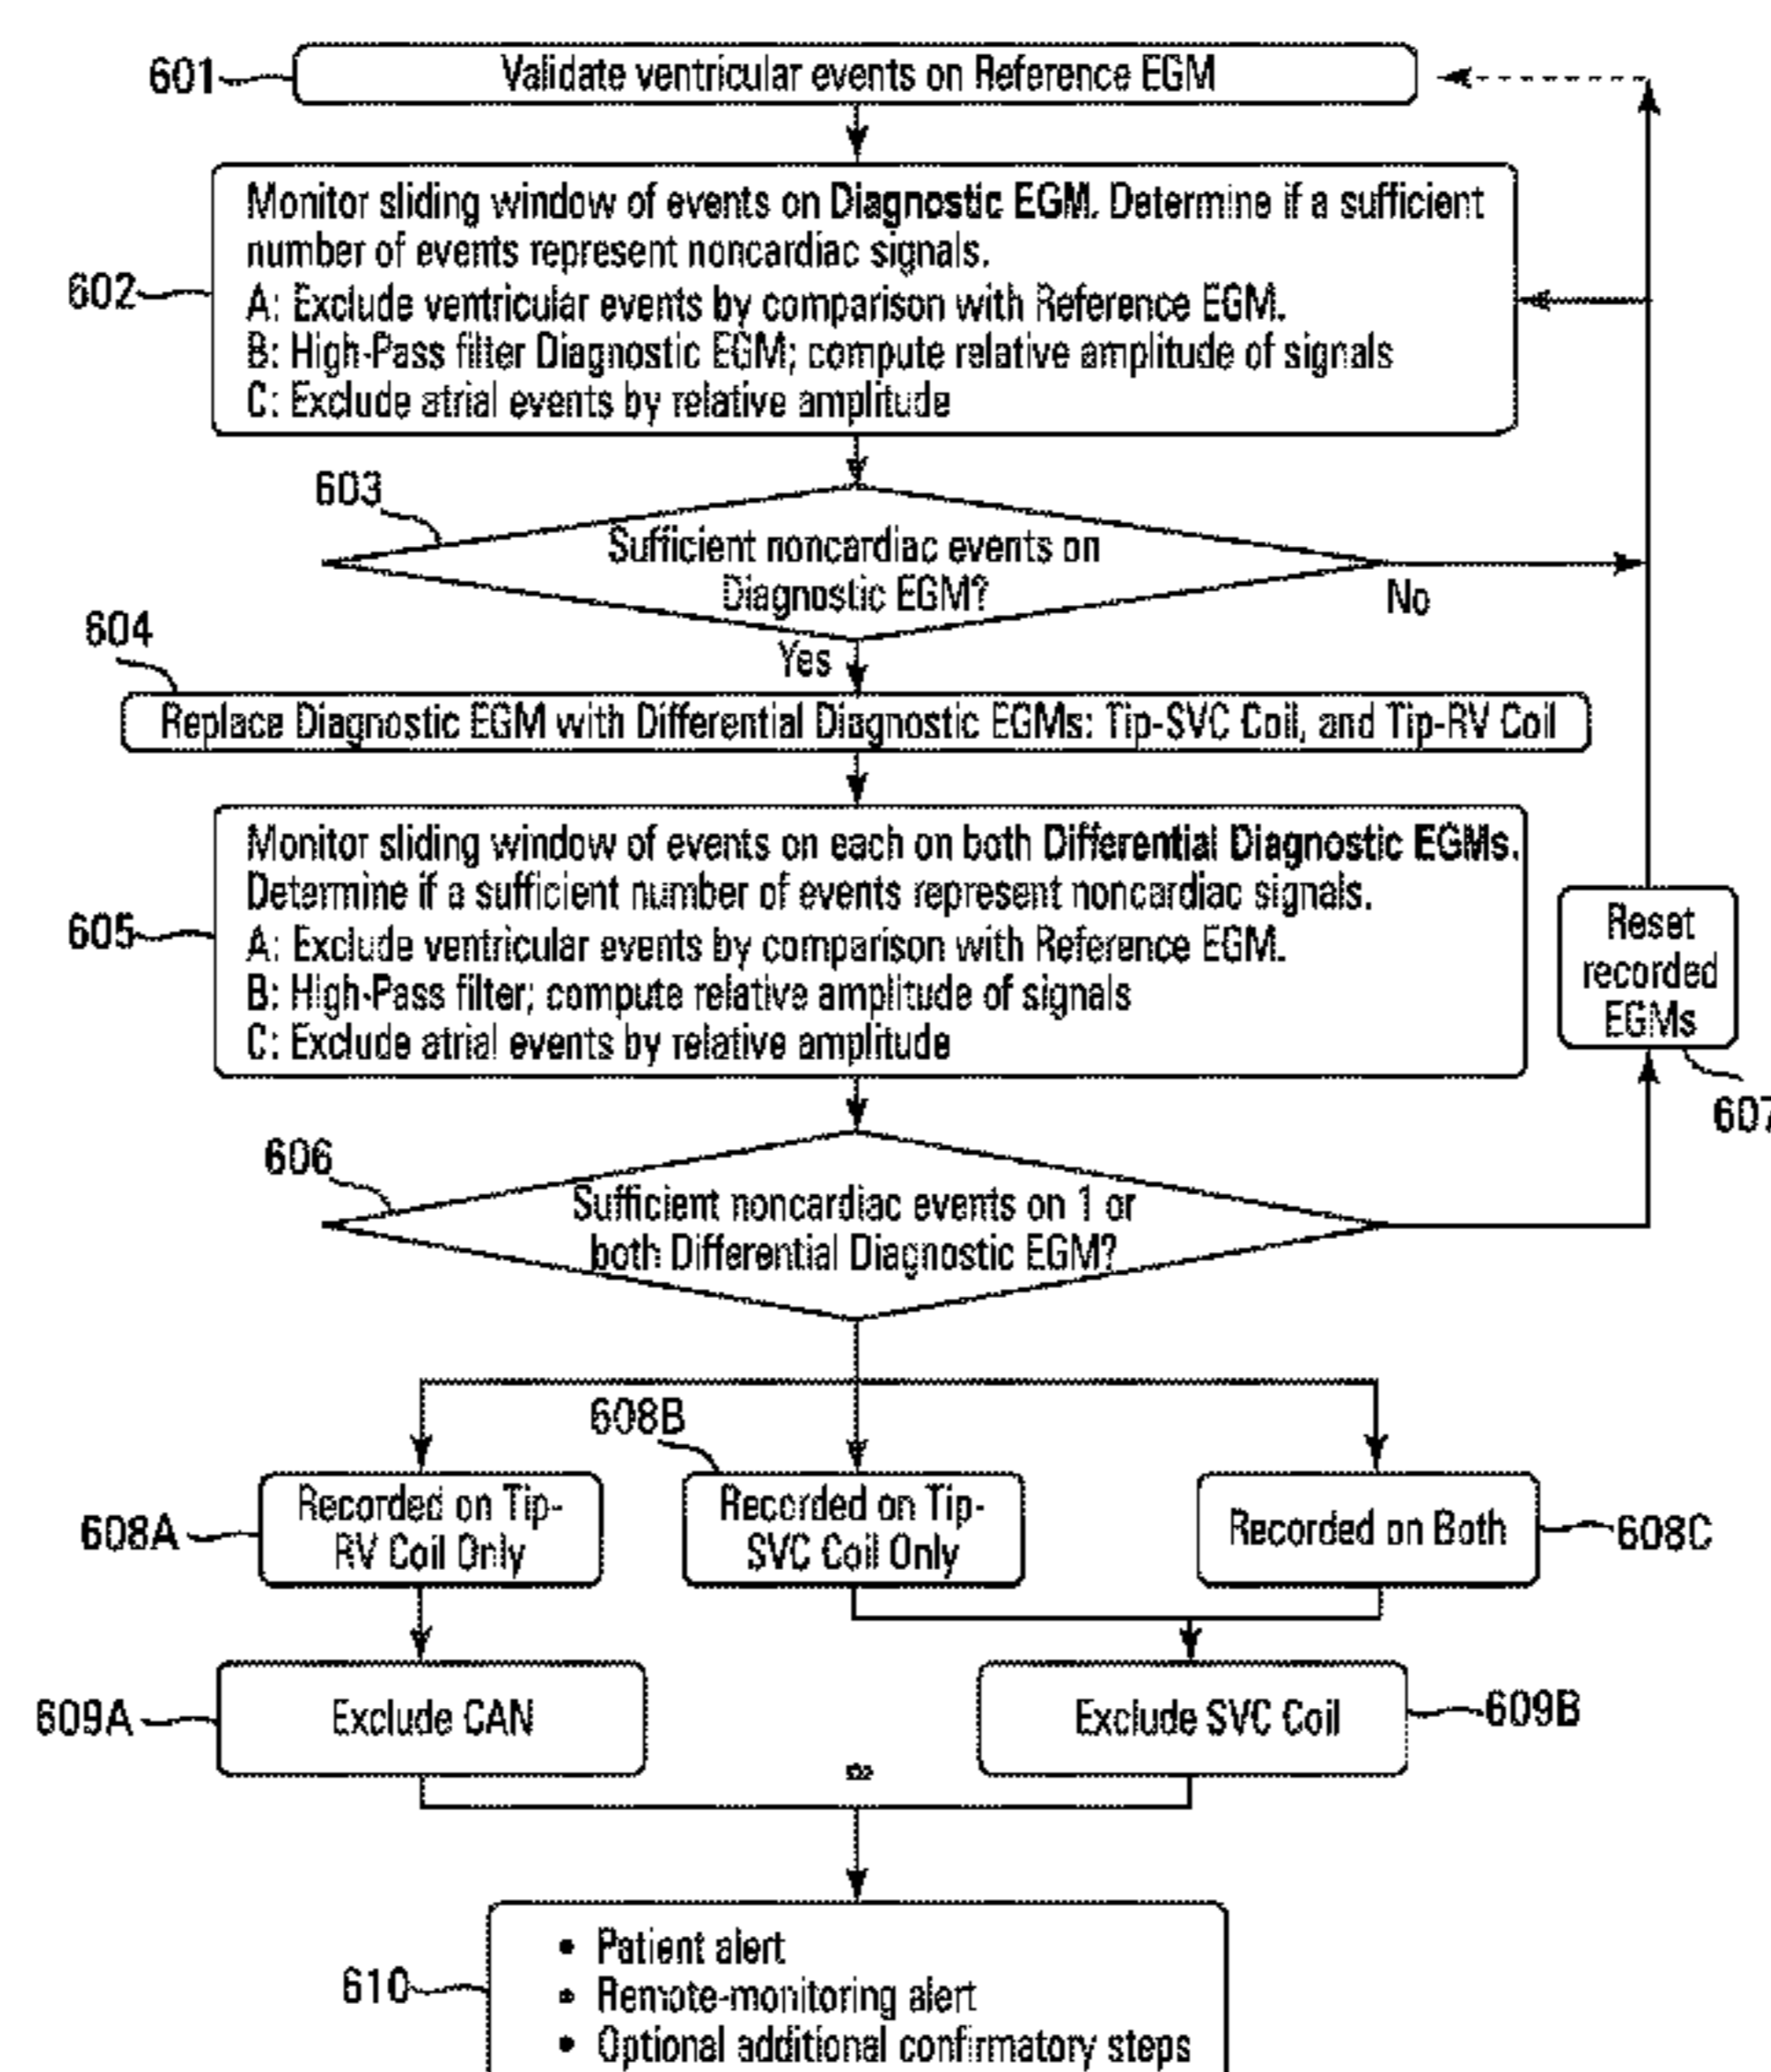 601
Validate ventricular events on Reference EGM
602
Monitor sliding window of events on Diagnostic EGM. Determine if a sufficient
number of events represent noncardiac signals.
A: Exclude ventricular events by comparison with Reference EGM.
B: High-Pass filter Diagnostic EGM; compute relative amplitude of signals
C: Exclude atrial events by relative amplitude
603
Sufficient noncardiac events on
Diagnostic EGM?
No
Yes
604
Replace Diagnostic EGM with Differential Diagnostic EGMs: Tip-SVC Coil, and Tip-RV Coil
605
Monitor sliding window of events on each on both Differential Diagnostic EGMs.
Determine if a sufficient number of events represent noncardiac signals.
A: Exclude ventricular events by comparison with Reference EGM.
B: High-Pass filter; compute relative amplitude of signals
C: Exclude atrial events by relative amplitude
Reset
recorded
EGMs
607
606
Sufficient noncardiac events on 1 or
both Differential Diagnostic EGM?
608A
Recorded on Tip-
RV Coil Only
608B
Recorded on Tip-
SVC Coil Only
Recorded on Both
608C
609A
Exclude CAN
Exclude SVC Coil
609B
610
• Patient alert
• Remote-monitoring alert
• Optional additional confirmatory steps